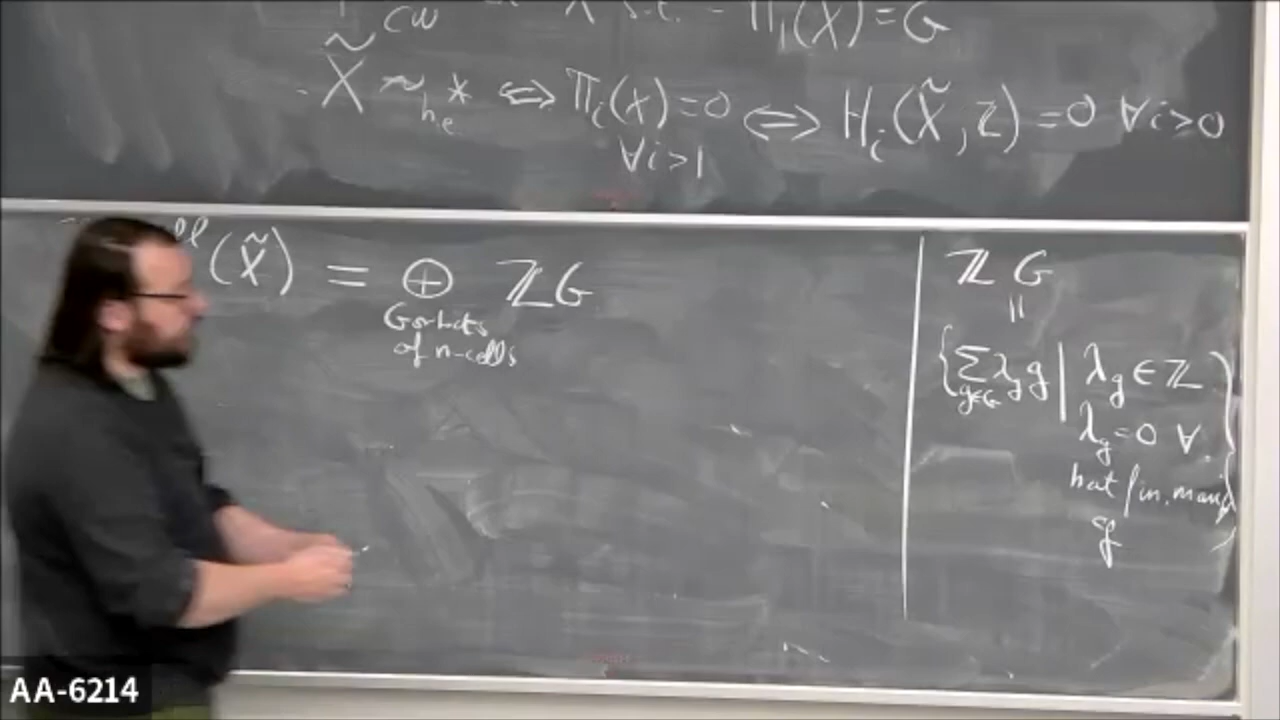 CW X s.t. - Π₁(X) = G
. X̃ ~ₕₑ * ⇔ Πᵢ(X) = 0 ⇔ Hᵢ(X̃, ℤ) = 0 ∀i>0
∀i>1
ll(X̃) = ⊕ ℤG
G orbits
of n-cells
ℤG
=
{Σ λ_g g | λ_g ∈ ℤ
g∈G
λ_g = 0 ∀
but fin. many
g }
AA-6214